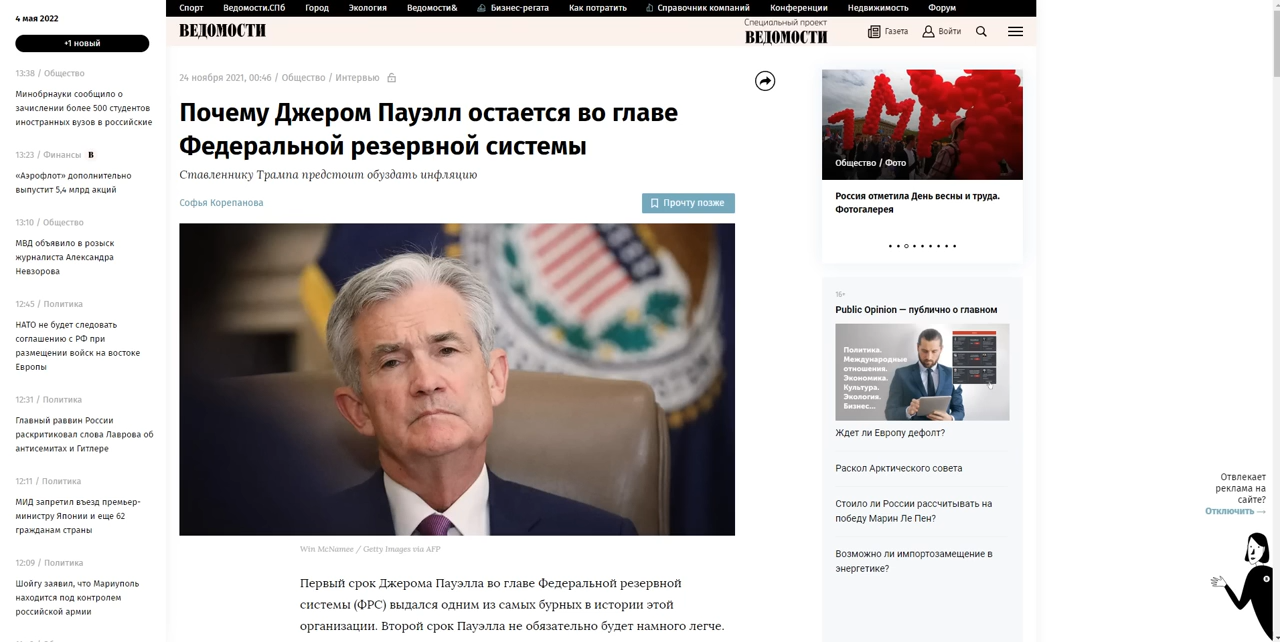 4 мая 2022
+1 новый
13:38 / Общество
Минобрнауки сообщило о
зачислении более 500 студентов
иностранных вузов в российские
13:23 / Финансы В
«Аэрофлот» дополнительно
выпустит 5,4 млрд акций
13:10 / Общество
МВД объявило в розыск
журналиста Александра
Невзорова
12:45 / Политика
НАТО не будет следовать
соглашению с РФ при
размещении войск на востоке
Европы
12:31 / Политика
Главный раввин России
раскритиковал слова Лаврова об
антисемитах и Гитлере
12:11 / Политика
МИД запретил въезд премьер-
министру Японии и еще 62
гражданам страны
12:09 / Политика
Шойгу заявил, что Мариуполь
находится под контролем
российской армии
Спорт Ведомости.СПб Город Экология Ведомости& Бизнес-регата Как потратить Справочник компаний Конференции Недвижимость Форум
ВЕДОМОСТИ
Специальный проект
ВЕДОМОСТИ
Газета Войти
24 ноября 2021, 00:46 / Общество / Интервью
Почему Джером Пауэлл остается во главе
Федеральной резервной системы
Ставленнику Трампа предстоит обуздать инфляцию
Софья Корепанова
Прочту позже
Win McNamee / Getty Images via AFP
Первый срок Джерома Пауэлла во главе Федеральной резервной
системы (ФРС) выдался одним из самых бурных в истории этой
организации. Второй срок Пауэлла не обязательно будет намного легче.
Общество / Фото
Россия отметила День весны и труда.
Фотогалерея
16+
Public Opinion — публично о главном
Политика.
Международные
отношения.
Экономика.
Культура.
Экология.
Бизнес...
Ждет ли Европу дефолт?
Раскол Арктического совета
Стоило ли России рассчитывать на
победу Марин Ле Пен?
Возможно ли импортозамещение в
энергетике?
Отвлекает
реклама на
сайте?
Отключить →